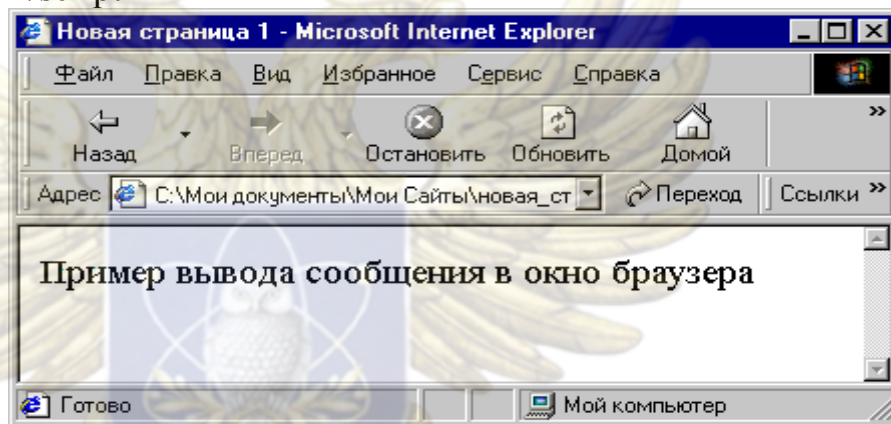 Новая страница 1 - Microsoft Internet Explorer
Файл Правка Вид Избранное Сервис Справка
Назад Вперед Остановить Обновить Домой »
Адрес C:\Мои документы\Мои Сайты\новая_ст Переход Ссылки »
Пример вывода сообщения в окно браузера
Готово Мой компьютер